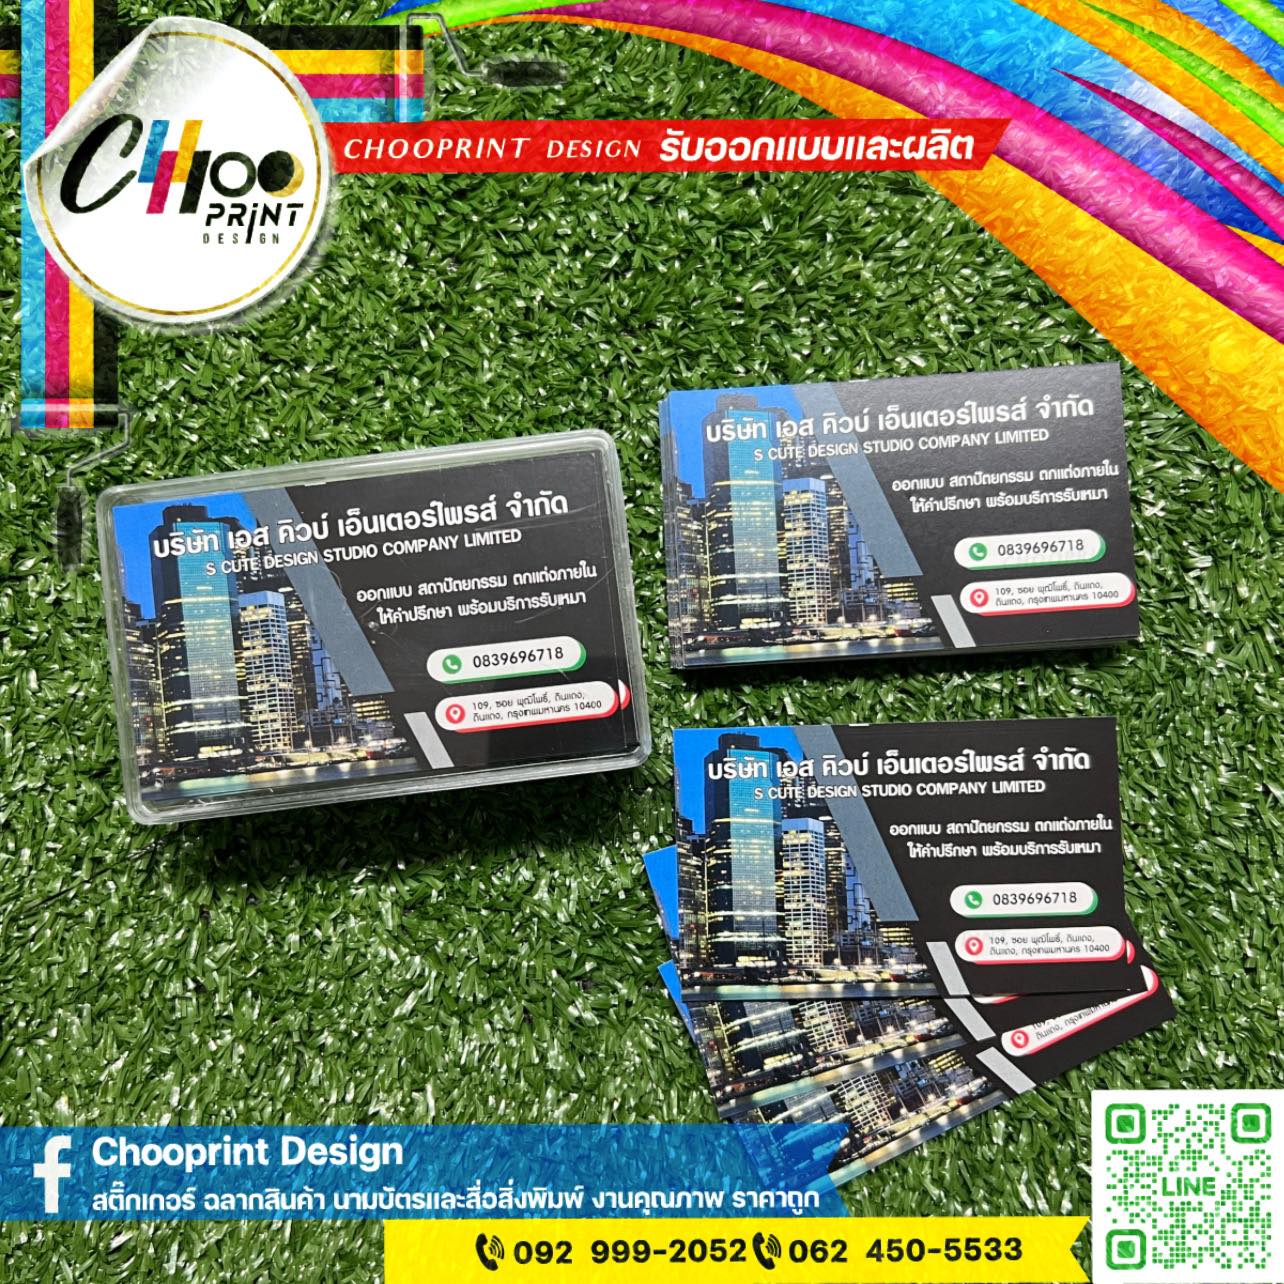 CHOO
PRINT
DESIGN
CHOOPRINT DESIGN รับออกแบบและผลิต
บริษัท เอส คิวบ์ เอ็นเตอร์ไพรส์ จำกัด
S CUTE DESIGN STUDIO COMPANY LIMITED
ออกแบบ สถาปัตยกรรม ตกแต่งภายใน
ให้คำปรึกษา พร้อมบริการรับเหมา
0839696718
109, ซอย พุฒิโพธิ์, ดินแดง,
ดินแดง, กรุงเทพมหานคร 10400
บริษัท เอส คิวบ์ เอ็นเตอร์ไพรส์ จำกัด
S CUTE DESIGN STUDIO COMPANY LIMITED
ออกแบบ สถาปัตยกรรม ตกแต่งภายใน
ให้คำปรึกษา พร้อมบริการรับเหมา
0839696718
109, ซอย พุฒิโพธิ์, ดินแดง,
ดินแดง, กรุงเทพมหานคร 10400
บริษัท เอส คิวบ์ เอ็นเตอร์ไพรส์ จำกัด
S CUTE DESIGN STUDIO COMPANY LIMITED
ออกแบบ สถาปัตยกรรม ตกแต่งภายใน
ให้คำปรึกษา พร้อมบริการรับเหมา
0839696718
109, ซอย พุฒิโพธิ์, ดินแดง,
ดินแดง, กรุงเทพมหานคร 10400
Chooprint Design
สติ๊กเกอร์ ฉลากสินค้า นามบัตรและสื่อสิ่งพิมพ์ งานคุณภาพ ราคาถูก
LINE
092 999-2052 062 450-5533